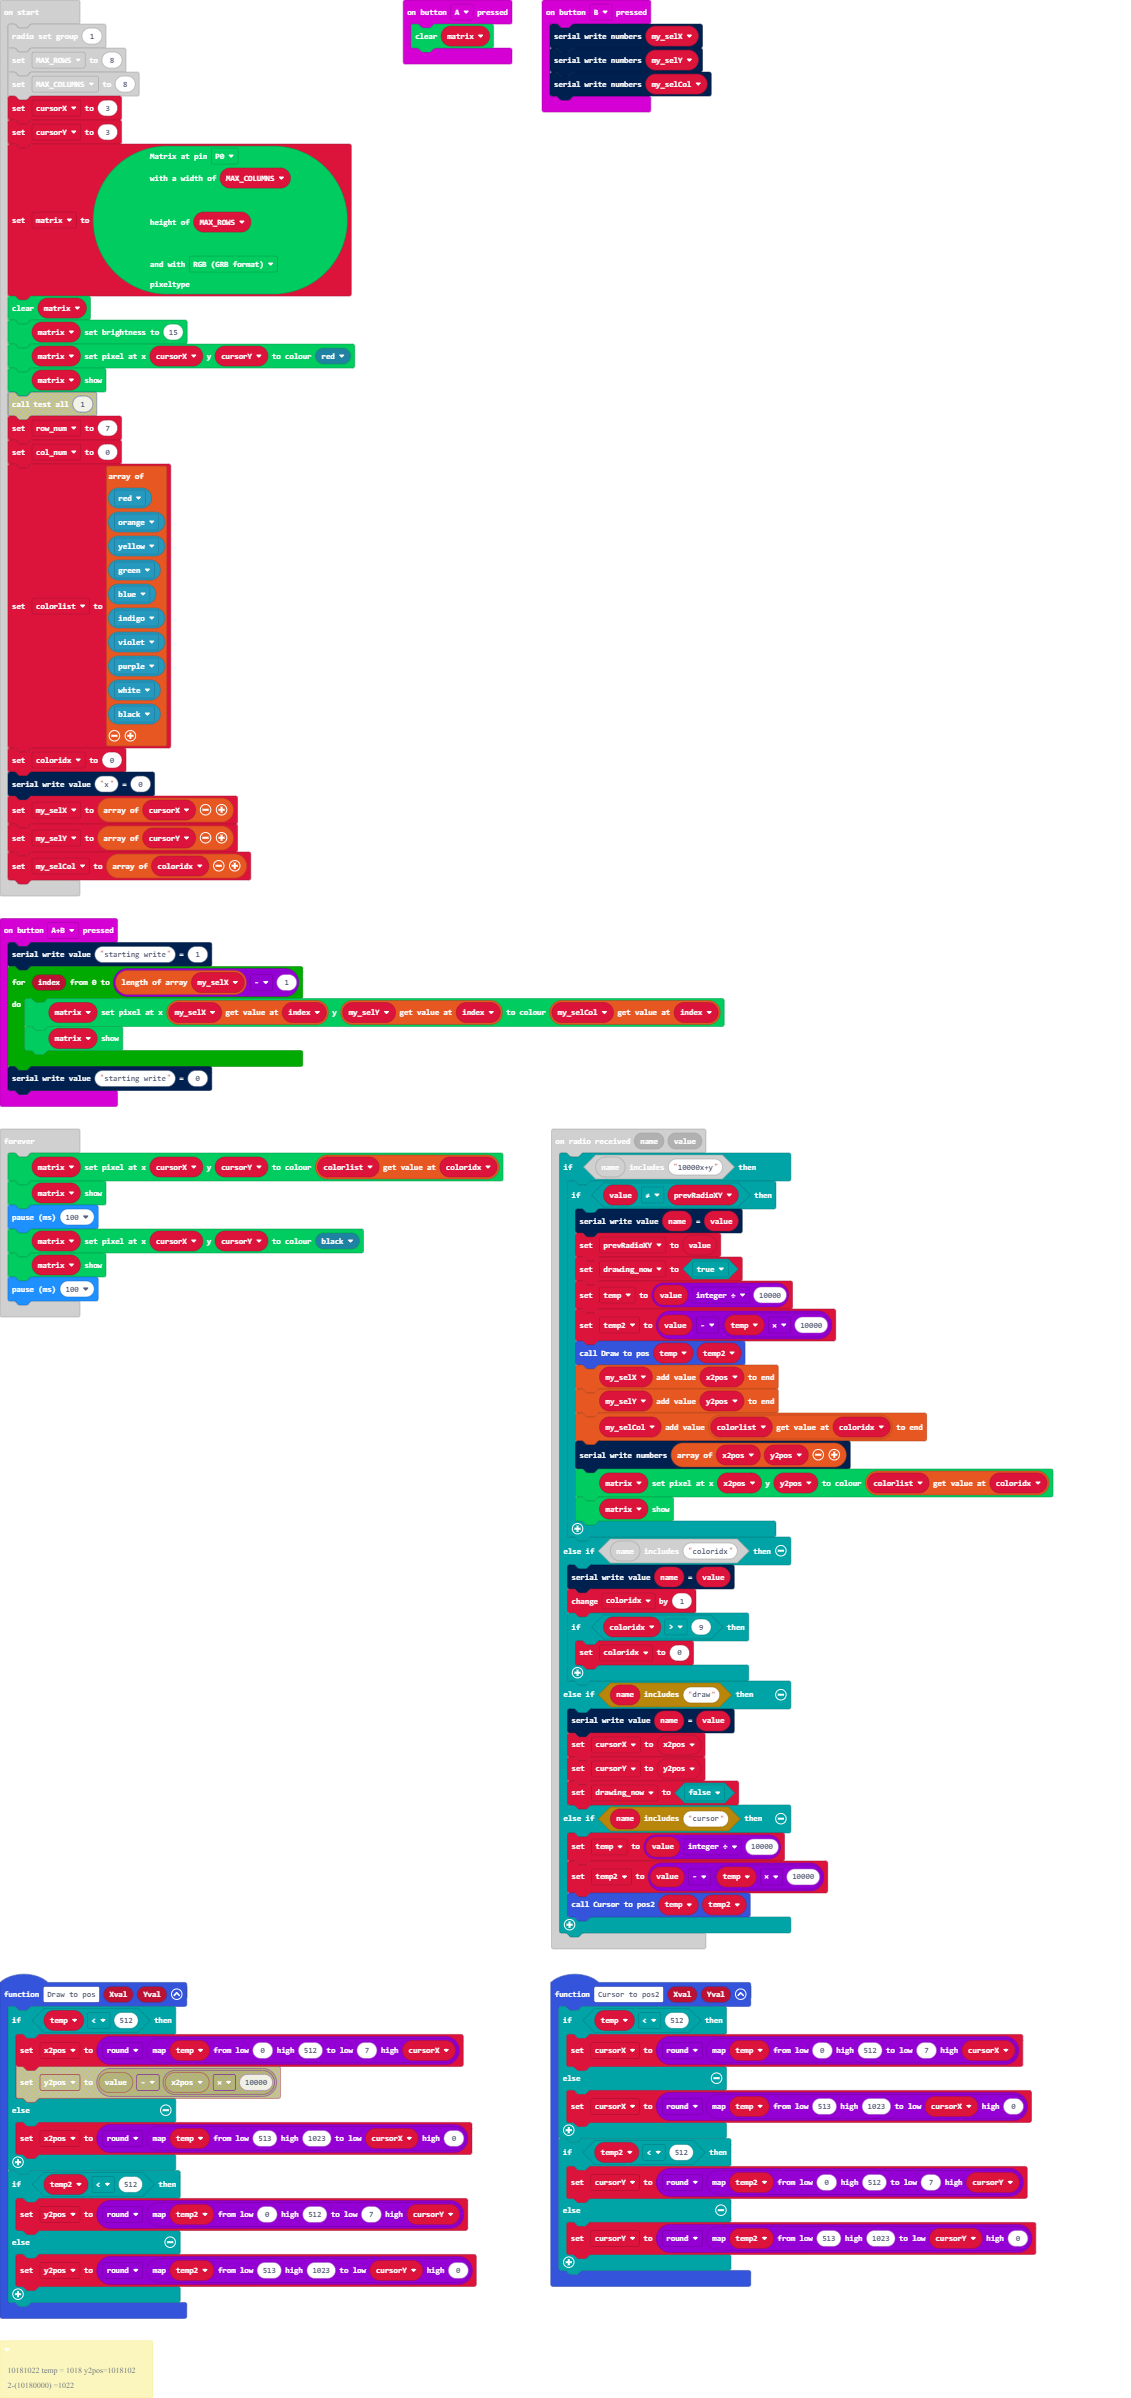 on start
radio set group 1
set MAX_ROWS to 8
set MAX_COLUMNS to 8
set cursorX to 3
set cursorY to 3
set matrix to
Matrix at pin P0
with a width of MAX_COLUMNS
height of MAX_ROWS
and with RGB (GRB format)
pixeltype
clear matrix
matrix set brightness to 15
matrix set pixel at x cursorX y cursorY to colour red
matrix show
call test all 1
set row_num to 7
set col_num to 0
set colorlist to
array of
red
orange
yellow
green
blue
indigo
violet
purple
white
black
set coloridx to 0
serial write value "x" = 0
set my_selX to array of cursorX
set my_selY to array of cursorY
set my_selCol to array of coloridx
on button A pressed
clear matrix
on button B pressed
serial write numbers my_selX
serial write numbers my_selY
serial write numbers my_selCol
on button A+B pressed
serial write value "starting write" = 1
for index from 0 to length of array my_selX - 1
do
matrix set pixel at x my_selX get value at index y my_selY get value at index to colour my_selCol get value at index
matrix show
serial write value "starting write" = 0
forever
matrix set pixel at x cursorX y cursorY to colour colorlist get value at coloridx
matrix show
pause (ms) 100
matrix set pixel at x cursorX y cursorY to colour black
matrix show
pause (ms) 100
on radio received name value
if name includes "10000x+y" then
if value ≠ prevRadioXY then
serial write value name = value
set prevRadioXY to value
set drawing_now to true
set temp to value integer ÷ 10000
set temp2 to value - temp × 10000
call Draw to pos temp temp2
my_selX add value x2pos to end
my_selY add value y2pos to end
my_selCol add value colorlist get value at coloridx to end
serial write numbers array of x2pos y2pos
matrix set pixel at x x2pos y y2pos to colour colorlist get value at coloridx
matrix show
else if name includes "coloridx" then
serial write value name = value
change coloridx by 1
if coloridx > 9 then
set coloridx to 0
else if name includes "draw" then
serial write value name = value
set cursorX to x2pos
set cursorY to y2pos
set drawing_now to false
else if name includes "cursor" then
set temp to value integer ÷ 10000
set temp2 to value - temp × 10000
call Cursor to pos2 temp temp2
function Draw to pos Xval Yval
if temp < 512 then
set x2pos to round map temp from low 0 high 512 to low 7 high cursorX
set y2pos to value - x2pos × 10000
else
set x2pos to round map temp from low 513 high 1023 to low cursorX high 0
if temp2 < 512 then
set y2pos to round map temp2 from low 0 high 512 to low 7 high cursorY
else
set y2pos to round map temp2 from low 513 high 1023 to low cursorY high 0
function Cursor to pos2 Xval Yval
if temp < 512 then
set cursorX to round map temp from low 0 high 512 to low 7 high cursorX
else
set cursorX to round map temp from low 513 high 1023 to low cursorX high 0
if temp2 < 512 then
set cursorY to round map temp2 from low 0 high 512 to low 7 high cursorY
else
set cursorY to round map temp2 from low 513 high 1023 to low cursorY high 0
10181022 temp = 1018 y2pos=1018102
2-(10180000) =1022